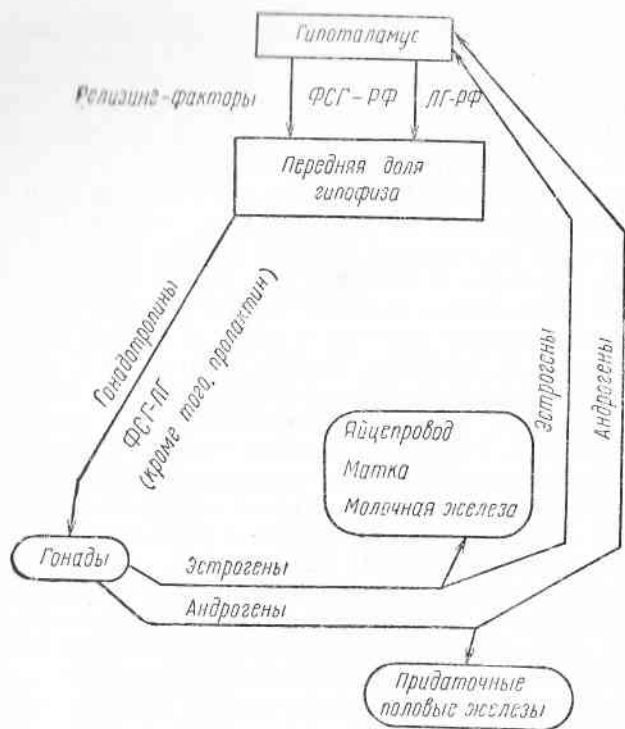 Гипоталамус
Релизинг-факторы
ФСГ-РФ
ЛГ-РФ
Передняя доля
гипофиза
Гонадотропины
ФСГ-ЛГ
(кроме того, пролактин)
Эстрогены
Андрогены
Яйцепровод
Матка
Молочная железа
Гонады
Эстрогены
Андрогены
Придаточные
половые железы